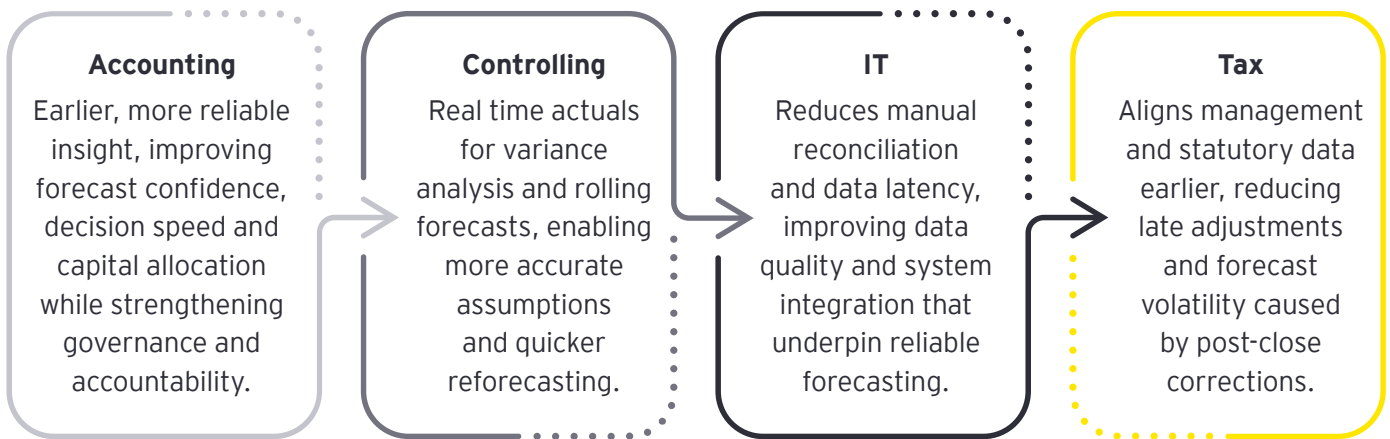 Accounting
Earlier, more reliable
insight, improving
forecast confidence,
decision speed and
capital allocation
while strengthening
governance and
accountability.
Controlling
Real time actuals
for variance
analysis and rolling
forecasts, enabling
more accurate
assumptions
and quicker
reforecasting.
IT
Reduces manual
reconciliation
and data latency,
improving data
quality and system
integration that
underpin reliable
forecasting.
Tax
Aligns management
and statutory data
earlier, reducing
late adjustments
and forecast
volatility caused
by post-close
corrections.